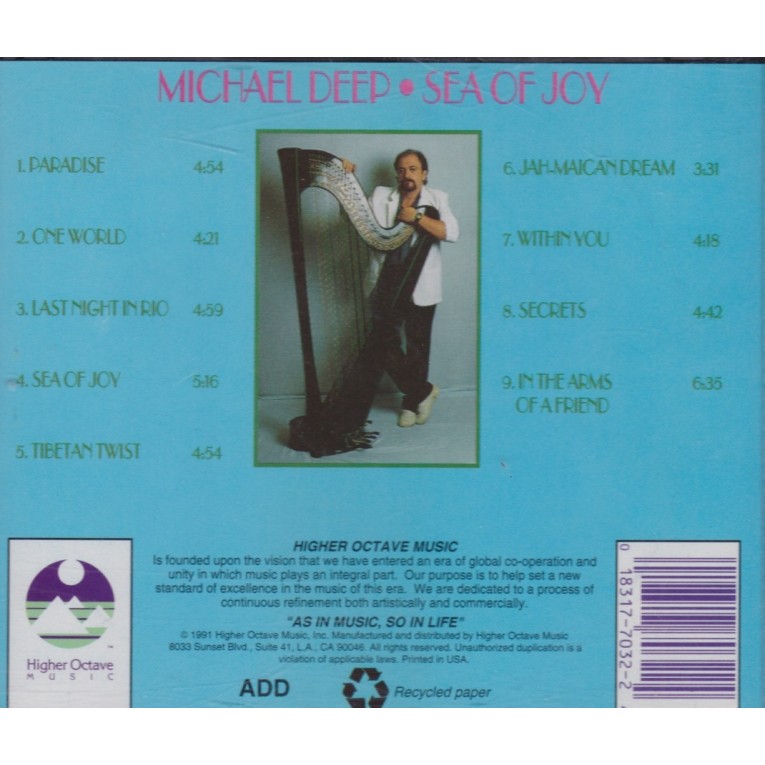 MICHAEL DEEP • SEA OF JOY
1. PARADISE 4:54
2. ONE WORLD 4:21
3. LAST NIGHT IN RIO 4:59
4. SEA OF JOY 5:16
5. TIBETAN TWIST 4:54
6. JAH-MAICAN DREAM 3:31
7. WITHIN YOU 4:18
8. SECRETS 4:42
9. IN THE ARMS 6:35
OF A FRIEND
HIGHER OCTAVE MUSIC
Is founded upon the vision that we have entered an era of global co-operation and
unity in which music plays an integral part. Our purpose is to help set a new
standard of excellence in the music of this era. We are dedicated to a process of
continuous refinement both artistically and commercially.
"AS IN MUSIC, SO IN LIFE"
© 1991 Higher Octave Music, Inc. Manufactured and distributed by Higher Octave Music
8033 Sunset Blvd., Suite 41, L.A., CA 90046. All rights reserved. Unauthorized duplication is a
violation of applicable laws. Printed in USA.
ADD
Recycled paper
Higher Octave
MUSIC
™
0 18317-7032-2